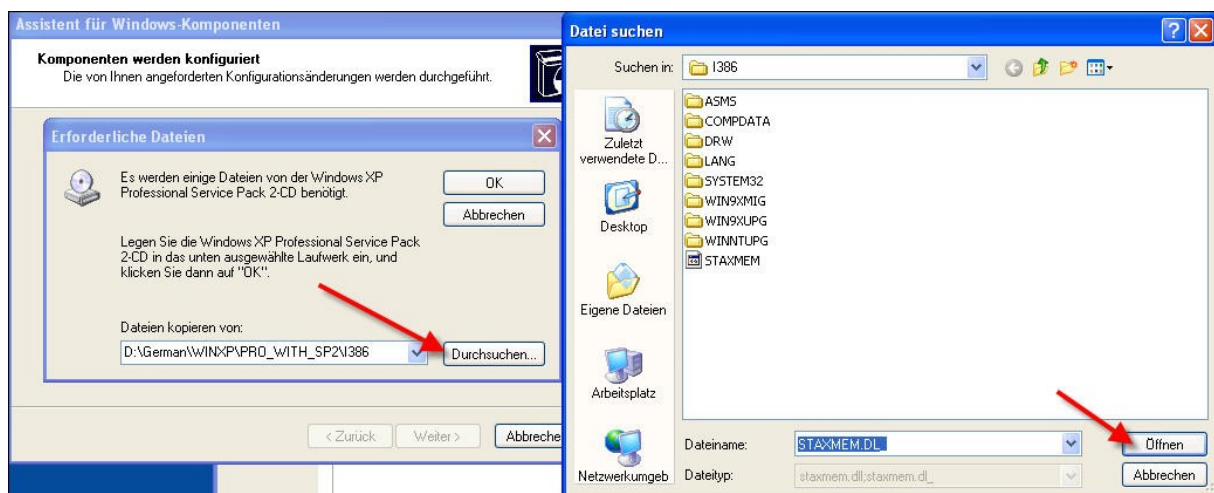 Assistent für Windows-Komponenten
Komponenten werden konfiguriert
Die von Ihnen angeforderten Konfigurationsänderungen werden durchgeführt.
Erforderliche Dateien
Es werden einige Dateien von der Windows XP
Professional Service Pack 2-CD benötigt.
OK
Abbrechen
Legen Sie die Windows XP Professional Service Pack
2-CD in das unten ausgewählte Laufwerk ein, und
klicken Sie dann auf "OK".
Dateien kopieren von:
D:\German\WINXP\PRO_WITH_SP2\I386
Durchsuchen...
< Zurück
Weiter >
Abbreche
Datei suchen
Suchen in:
I386
Zuletzt
verwendete D...
Desktop
Eigene Dateien
Arbeitsplatz
Netzwerkumgeb
ASMS
COMPDATA
DRW
LANG
SYSTEM32
WIN9XMIG
WIN9XUPG
WINNTUPG
STAXMEM
Dateiname:
STAXMEM.DL_
Öffnen
Dateityp:
staxmem.dll;staxmem.dl_
Abbrechen